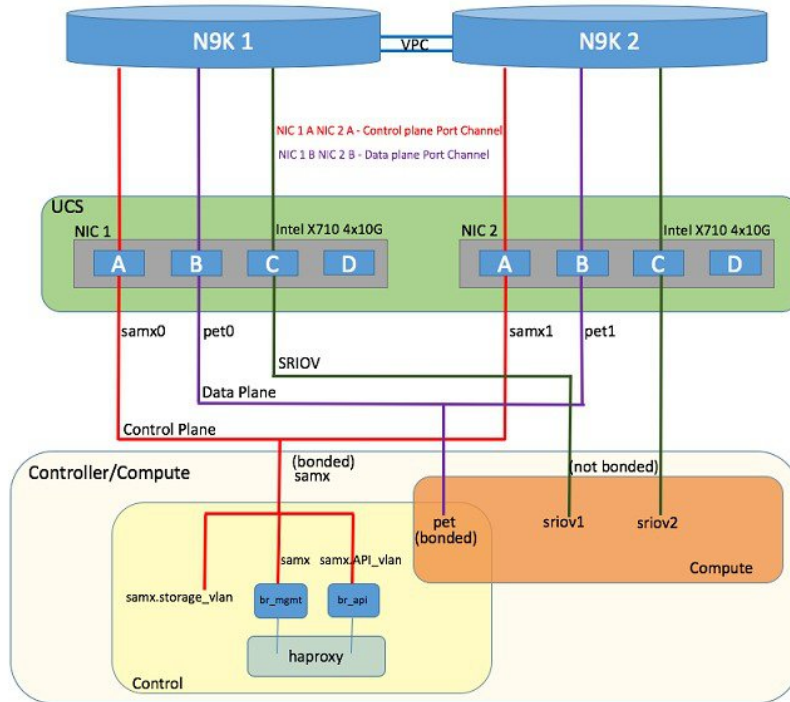 N9K 1
VPC
N9K 2
NIC 1 A NIC 2 A - Control plane Port Channel
NIC 1 B NIC 2 B - Data plane Port Channel
UCS
NIC 1
Intel X710 4x10G
NIC 2
Intel X710 4x10G
A
B
C
D
A
B
C
D
samx0
pet0
samx1
pet1
SRIOV
Data Plane
Control Plane
Controller/Compute
(bonded)
samx
(not bonded)
pet
(bonded)
sriov1
sriov2
Compute
samx
samx.API_vlan
samx.storage_vlan
br_mgmt
br_api
haproxy
Control